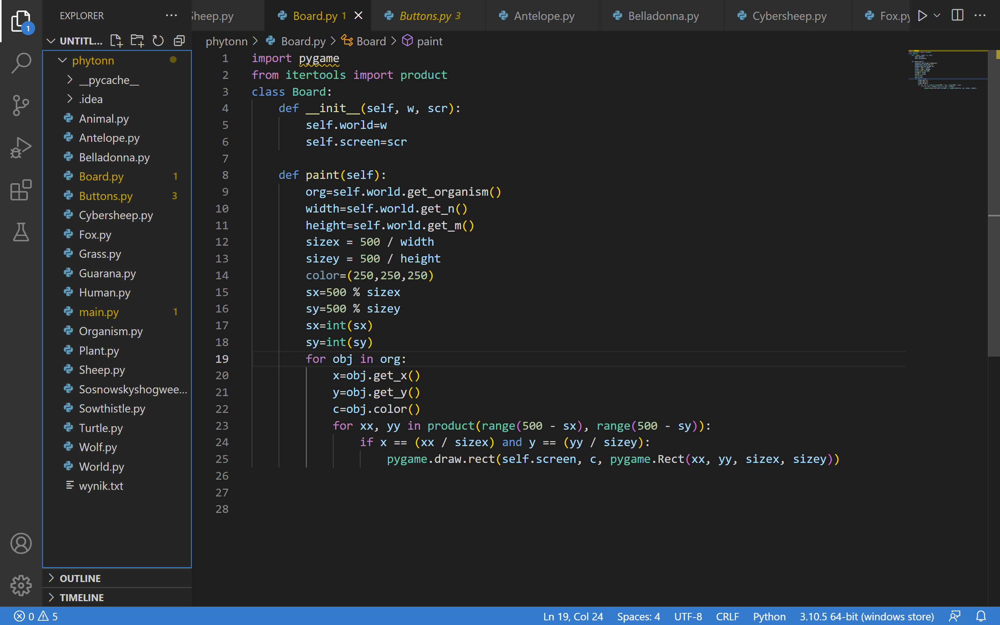 EXPLORER
Sheep.py
Board.py 1
Buttons.py 3
Antelope.py
Belladonna.py
Cybersheep.py
Fox.py
1
UNTITL...
phytonn
__pycache__
.idea
Animal.py
Antelope.py
Belladonna.py
Board.py 1
Buttons.py 3
Cybersheep.py
Fox.py
Grass.py
Guarana.py
Human.py
main.py 1
Organism.py
Plant.py
Sheep.py
Sosnowskyshogwee...
Sowthistle.py
Turtle.py
Wolf.py
World.py
wynik.txt
OUTLINE
TIMELINE
phytonn > Board.py > Board > paint
1 import pygame
2 from itertools import product
3 class Board:
4     def __init__(self, w, scr):
5         self.world=w
6         self.screen=scr
7
8     def paint(self):
9         org=self.world.get_organism()
10         width=self.world.get_n()
11         height=self.world.get_m()
12         sizex = 500 / width
13         sizey = 500 / height
14         color=(250,250,250)
15         sx=500 % sizex
16         sy=500 % sizey
17         sx=int(sx)
18         sy=int(sy)
19         for obj in org:
20             x=obj.get_x()
21             y=obj.get_y()
22             c=obj.color()
23             for xx, yy in product(range(500 - sx), range(500 - sy)):
24                 if x == (xx / sizex) and y == (yy / sizey):
25                     pygame.draw.rect(self.screen, c, pygame.Rect(xx, yy, sizex, sizey))
26
27
28
0 5
Ln 19, Col 24
Spaces: 4
UTF-8
CRLF
Python
3.10.5 64-bit (windows store)